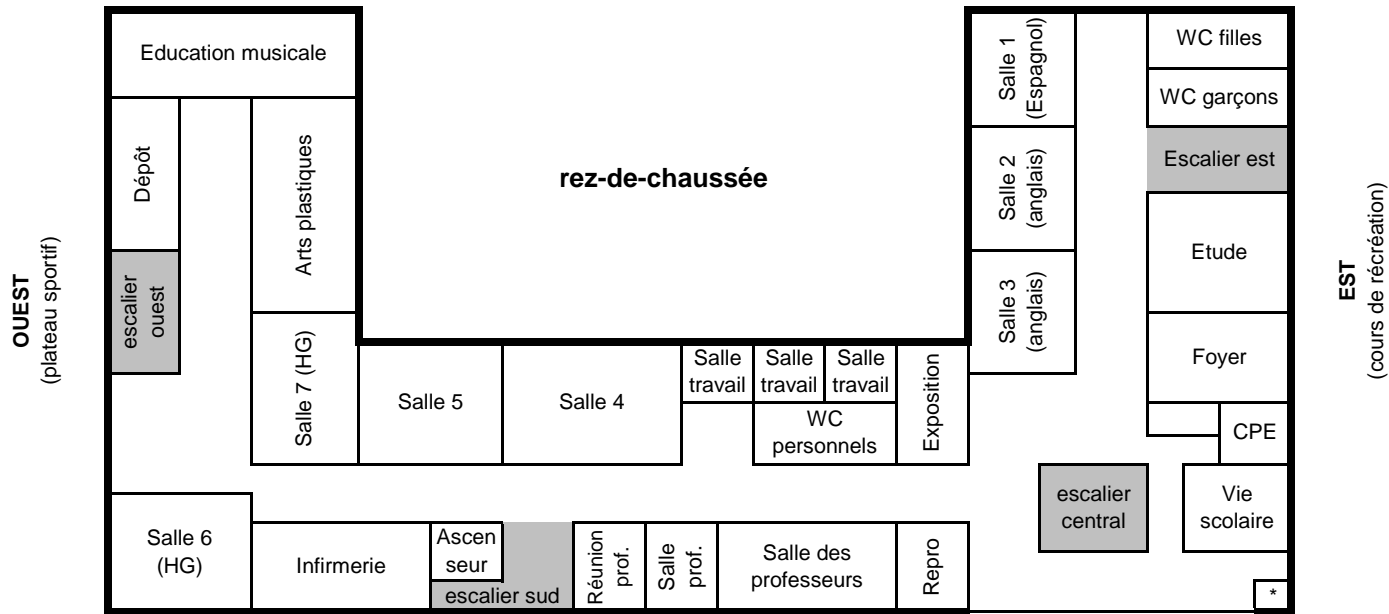 Education musicale
Dépôt
Arts plastiques
escalier
ouest
Salle 7 (HG)
OUEST
(plateau sportif)
rez-de-chaussée
Salle 5
Salle 4
Salle
travail
Salle
travail
Salle
travail
WC
personnels
Exposition
Salle 1
(Espagnol)
Salle 2
(anglais)
Salle 3
(anglais)
WC filles
WC garçons
Escalier est
Etude
Foyer
CPE
EST
(cours de récréation)
escalier
central
Vie
scolaire
Salle 6
(HG)
Infirmerie
Ascen
seur
escalier sud
Réunion
prof.
Salle
prof.
Salle des
professeurs
Repro
*